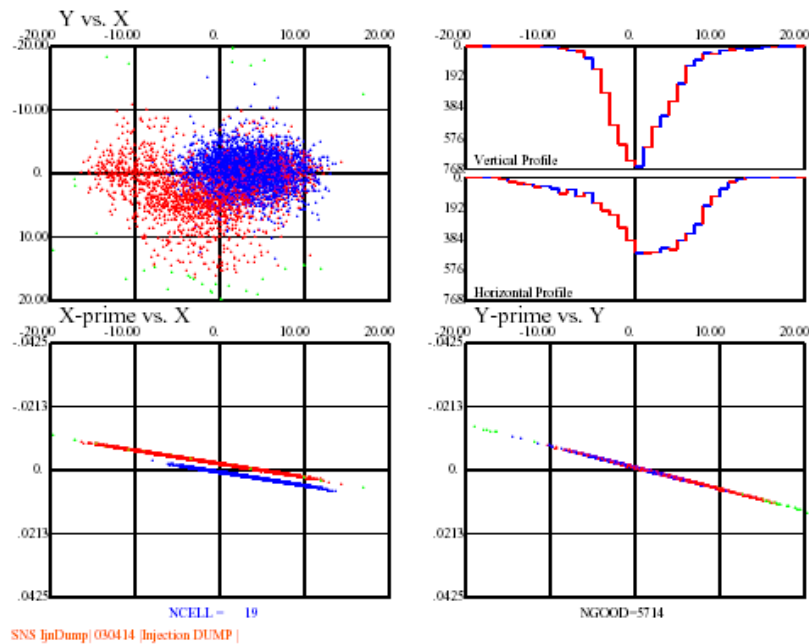 Y vs. X
-20.00 -10.00 0. 10.00 20.00
-20.00
-10.00
0.
10.00
20.00
-20.00 -10.00 0. 10.00 20.00
0.
192
384
576
768
Vertical Profile
0.
192
384
576
768
Horizontal Profile
X-prime vs. X
-20.00 -10.00 0. 10.00 20.00
-.0425
-.0213
0.
.0213
.0425
Y-prime vs. Y
-20.00 -10.00 0. 10.00 20.00
-.0425
-.0213
0.
.0213
.0425
NCELL = 19
NGOOD=5714
SNS IjnDump| 030414 |Injection DUMP |